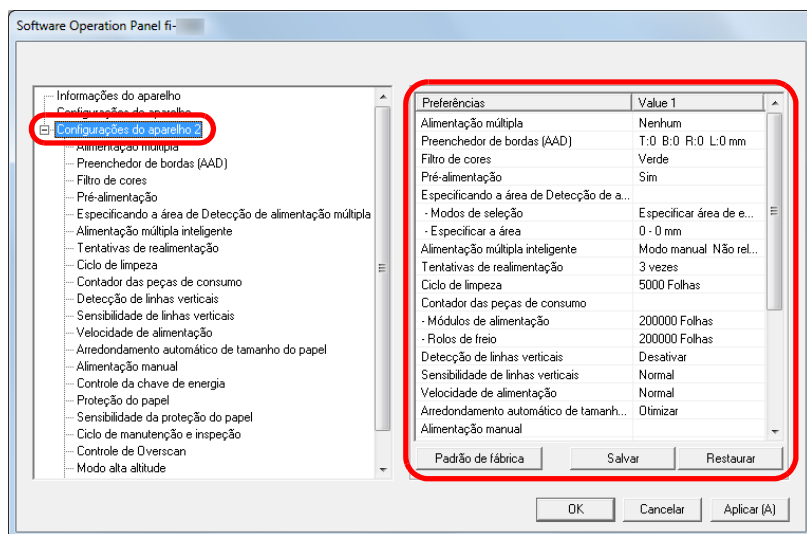 Software Operation Panel fi-
Informações do aparelho
Configurações do aparelho
Configurações do aparelho 2
Alimentação múltipla
Preenchedor de bordas (AAD)
Filtro de cores
Pré-alimentação
Especificando a área de Detecção de alimentação múltipla
Alimentação múltipla inteligente
Tentativas de realimentação
Ciclo de limpeza
Contador das peças de consumo
Detecção de linhas verticais
Sensibilidade de linhas verticais
Velocidade de alimentação
Arredondamento automático de tamanho do papel
Alimentação manual
Controle da chave de energia
Proteção do papel
Sensibilidade da proteção do papel
Ciclo de manutenção e inspeção
Controle de Overscan
Modo alta altitude
Preferências Value 1
Alimentação múltipla Nenhum
Preenchedor de bordas (AAD) T:0 B:0 R:0 L:0 mm
Filtro de cores Verde
Pré-alimentação Sim
Especificando a área de Detecção de a...
- Modos de seleção Especificar área de e...
- Especificar a área 0 - 0 mm
Alimentação múltipla inteligente Modo manual Não rel...
Tentativas de realimentação 3 vezes
Ciclo de limpeza 5000 Folhas
Contador das peças de consumo
- Módulos de alimentação 200000 Folhas
- Rolos de freio 200000 Folhas
Detecção de linhas verticais Desativar
Sensibilidade de linhas verticais Normal
Velocidade de alimentação Normal
Arredondamento automático de tamanh... Otimizar
Alimentação manual
Padrão de fábrica Salvar Restaurar
OK Cancelar Aplicar (A)